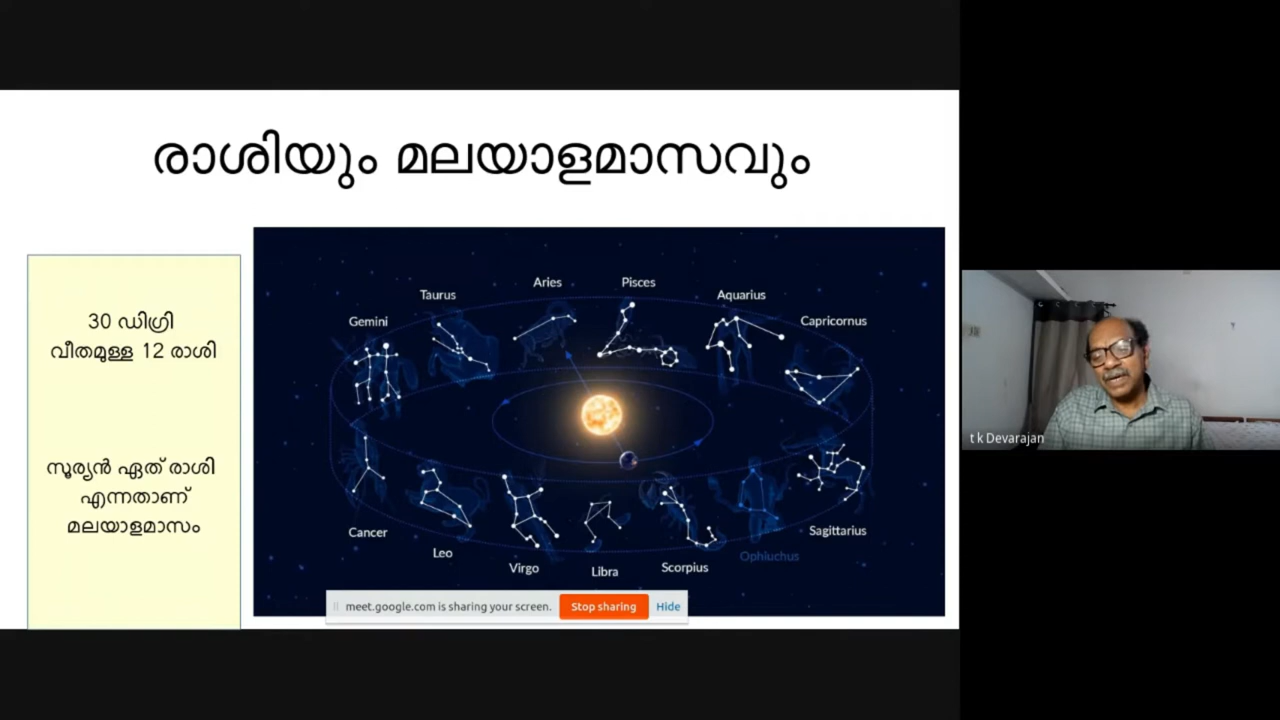 രാശിയും മലയാളമാസവും
30 ഡിഗ്രി
വീതമുള്ള 12 രാശി
സൂര്യൻ ഏത് രാശി
എന്നതാണ്
മലയാളമാസം
Aries
Pisces
Taurus
Aquarius
Gemini
Capricornus
Cancer
Leo
Virgo
Libra
Scorpius
Ophiuchus
Sagittarius
meet.google.com is sharing your screen.
Stop sharing
Hide
t k Devarajan